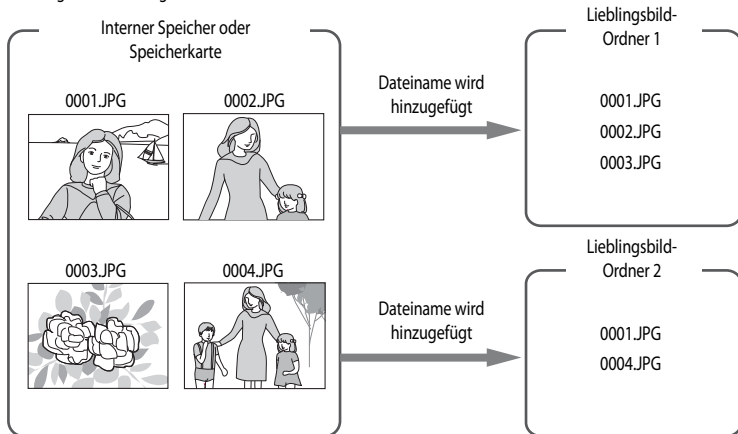 Interner Speicher oder
Speicherkarte
0001.JPG
0002.JPG
0003.JPG
0004.JPG
Dateiname wird
hinzugefügt
Lieblingsbild-
Ordner 1
0001.JPG
0002.JPG
0003.JPG
Dateiname wird
hinzugefügt
Lieblingsbild-
Ordner 2
0001.JPG
0004.JPG